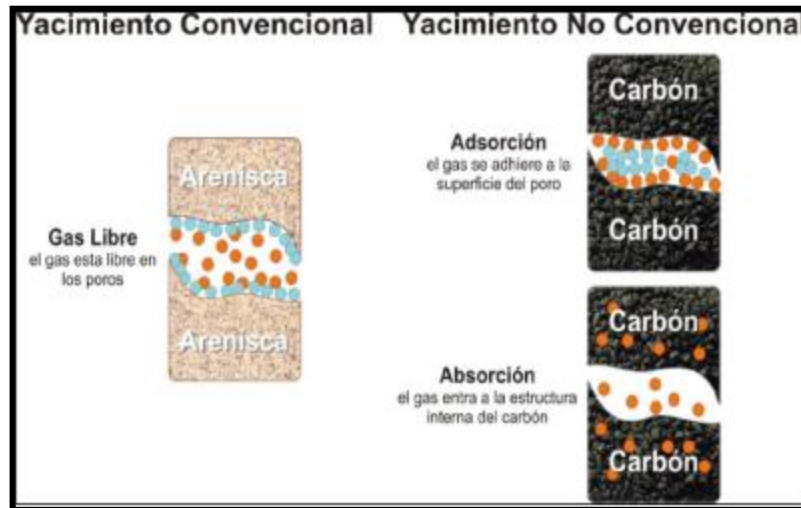 Yacimiento Convencional
Arenisca
Gas Libre
el gas esta libre en
los poros
Arenisca
Yacimiento No Convencional
Carbón
Adsorción
el gas se adhiere a la
superficie del poro
Carbón
Carbón
Absorción
el gas entra a la estructura
interna del carbón
Carbón